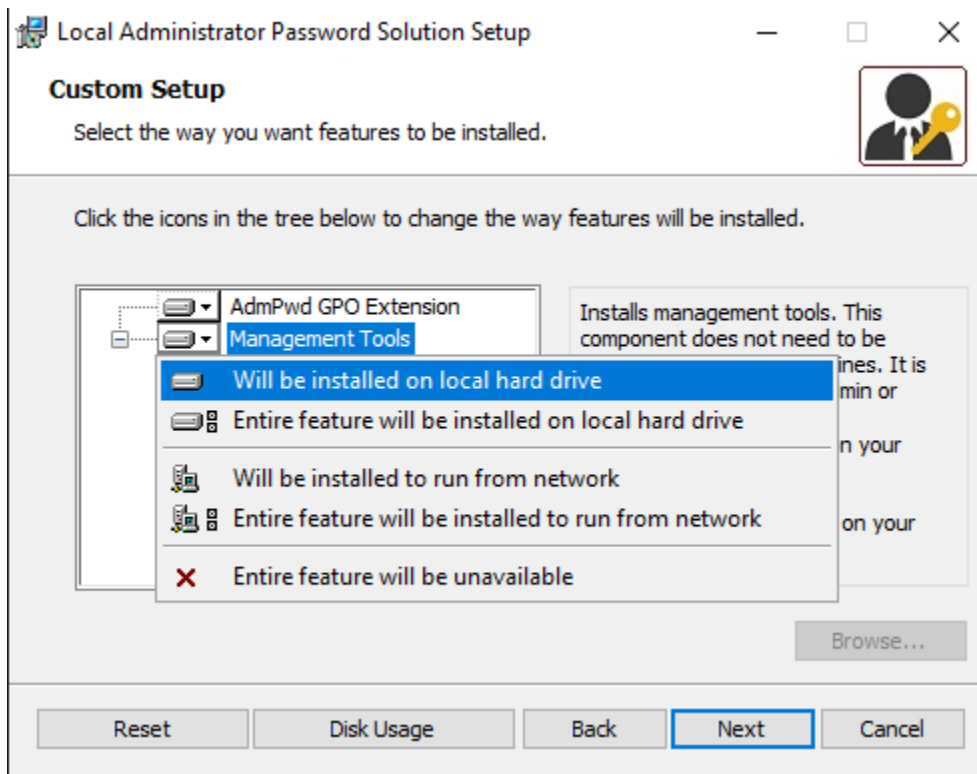 Local Administrator Password Solution Setup
Custom Setup
Select the way you want features to be installed.
Click the icons in the tree below to change the way features will be installed.
AdmPwd GPO Extension
Management Tools
Installs management tools. This
component does not need to be
ines. It is
min or
n your
on your
Will be installed on local hard drive
Entire feature will be installed on local hard drive
Will be installed to run from network
Entire feature will be installed to run from network
Entire feature will be unavailable
Browse...
Reset
Disk Usage
Back
Next
Cancel